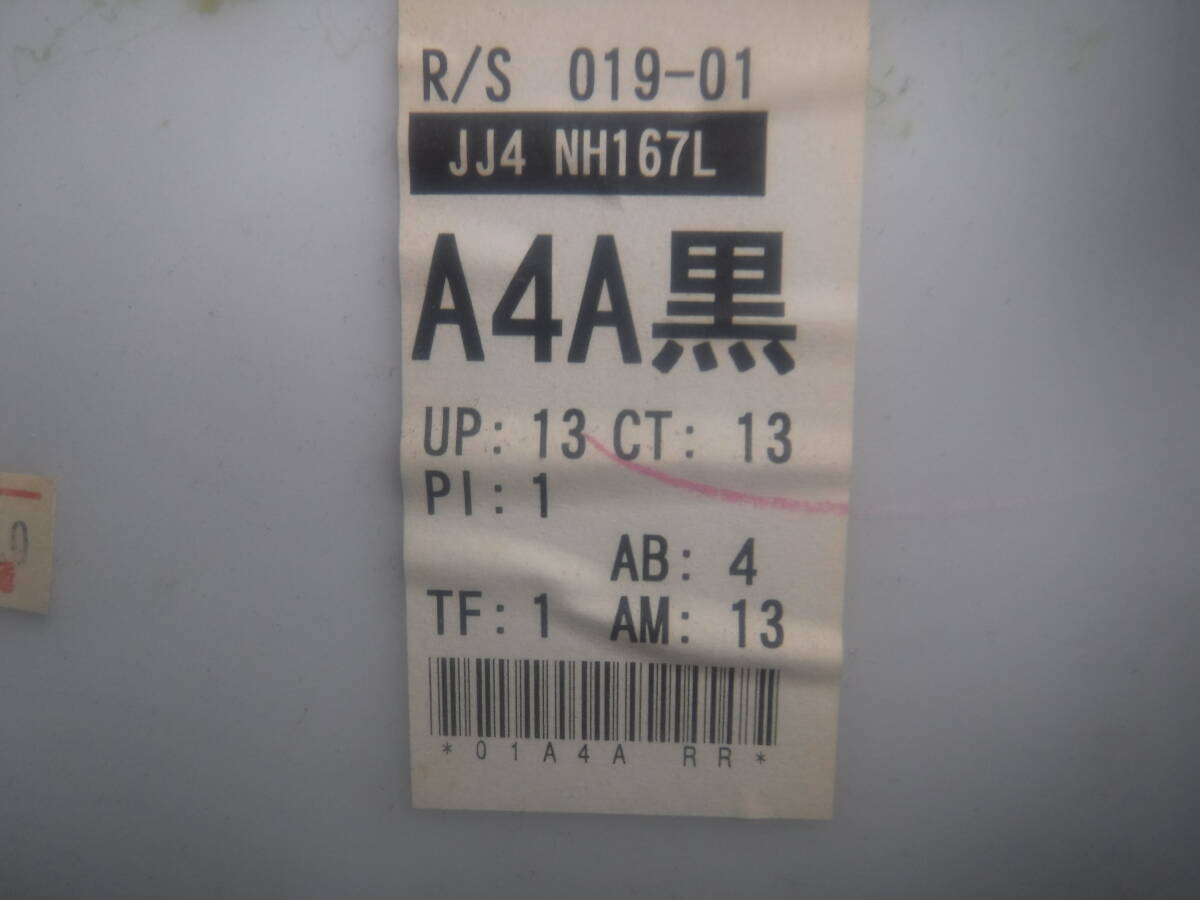 R/S 019-01
JJ4 NH167L
A4A黒
UP: 13 CT: 13
PI: 1
AB: 4
TF: 1 AM: 13
*01A4A RR*